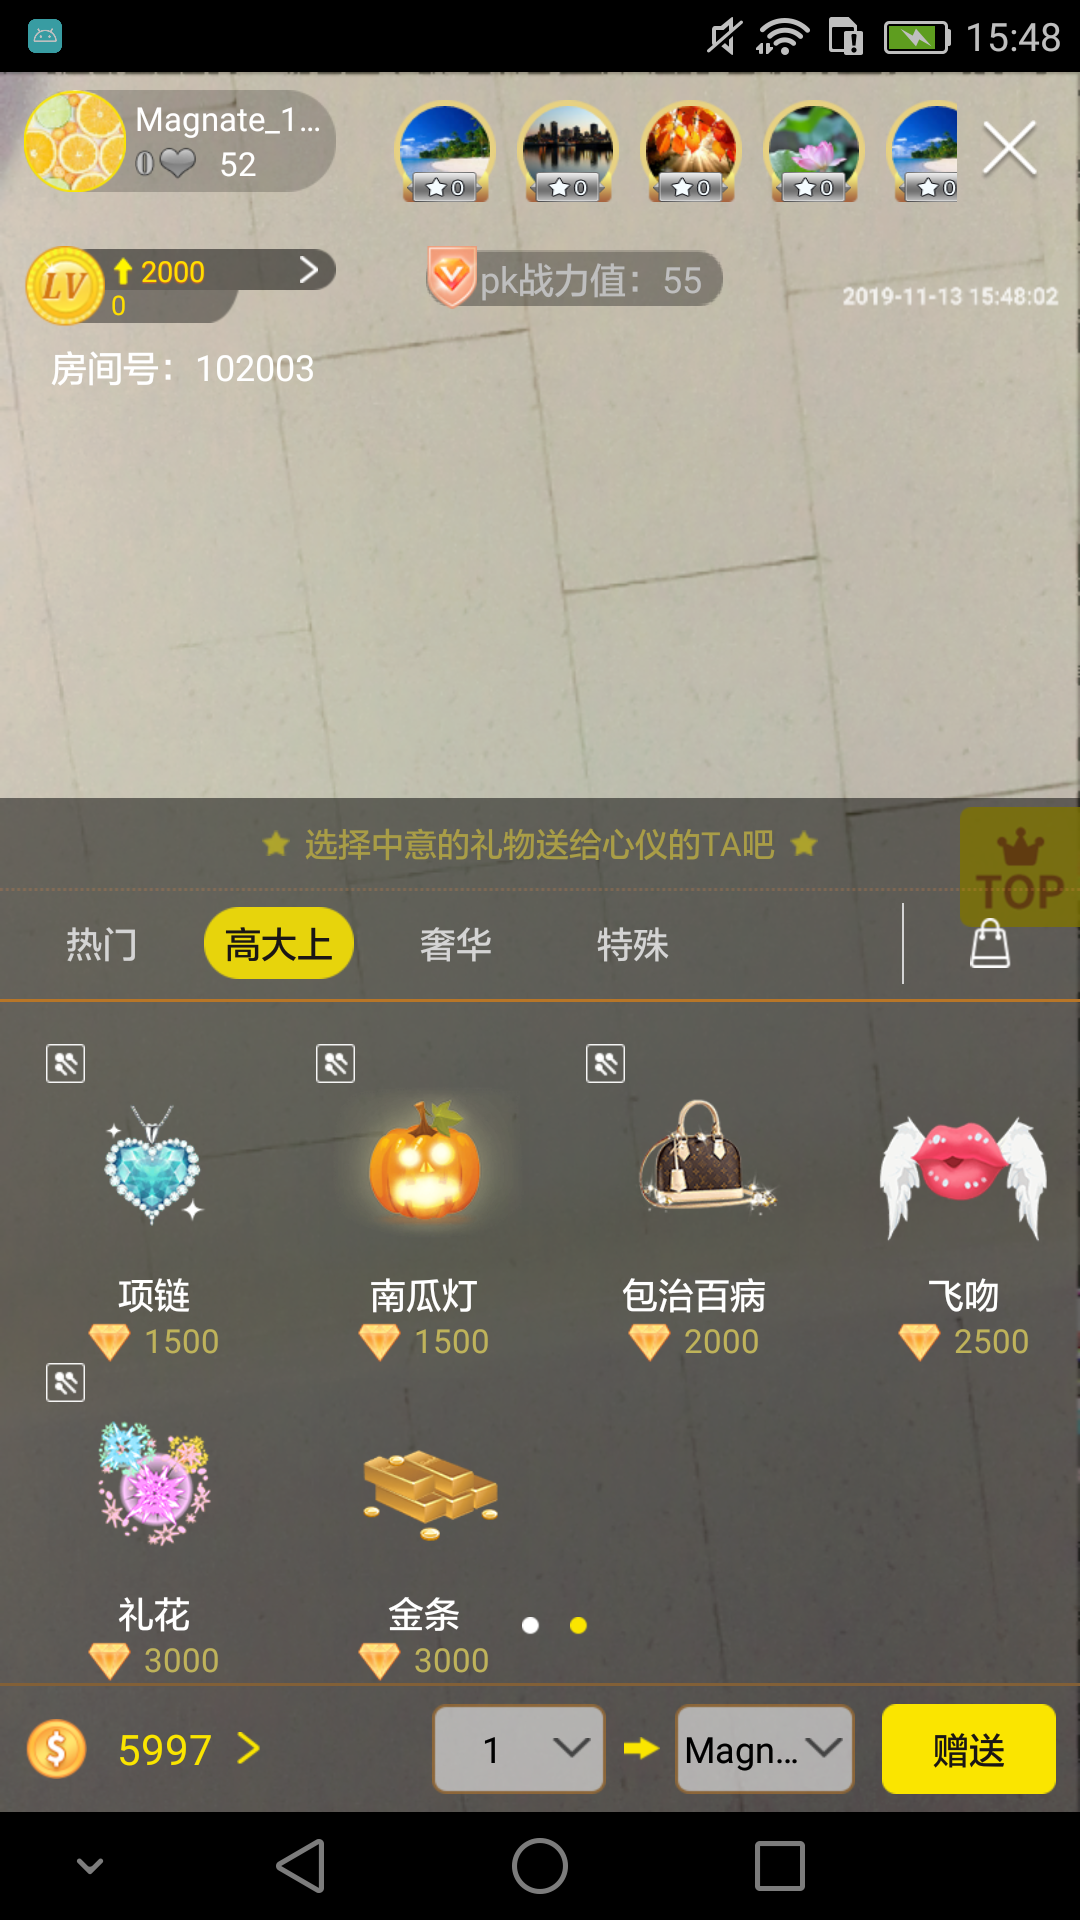 15:48
Magnate_1...
0 52
0
0
0
0
0
LV
2000
0
pk战力值：55
2019-11-13 15:48:02
房间号：102003
选择中意的礼物送给心仪的TA吧
TOP
热门 高大上 奢华 特殊
项链 南瓜灯 包治百病 飞吻
1500 1500 2000 2500
礼花 金条
3000 3000
$ 5997 1 Magn... 赠送